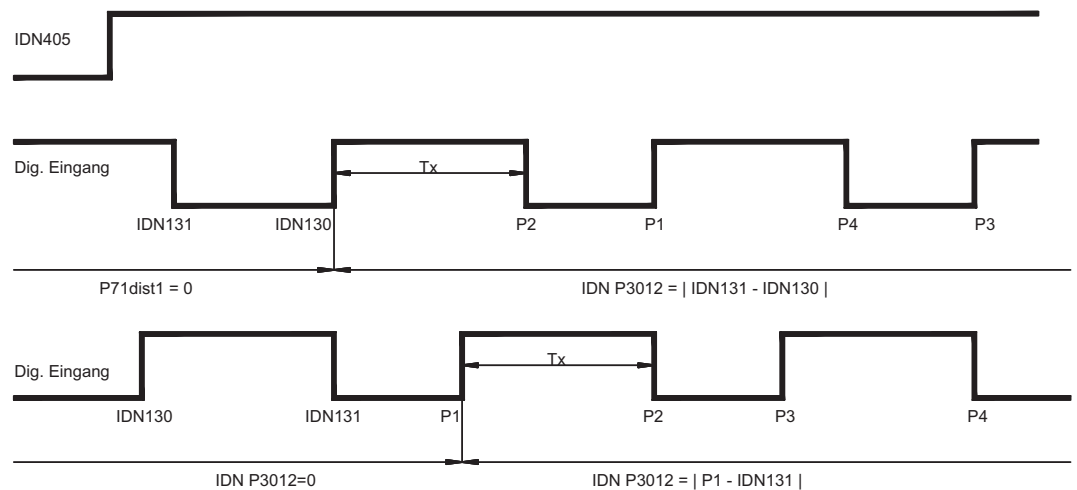 IDN405
Dig. Eingang
Tx
IDN131 IDN130 P2 P1 P4 P3
P71dist1 = 0 IDN P3012 = | IDN131 - IDN130 |
Dig. Eingang
Tx
IDN130 IDN131 P1 P2 P3 P4
IDN P3012=0 IDN P3012 = | P1 - IDN131 |